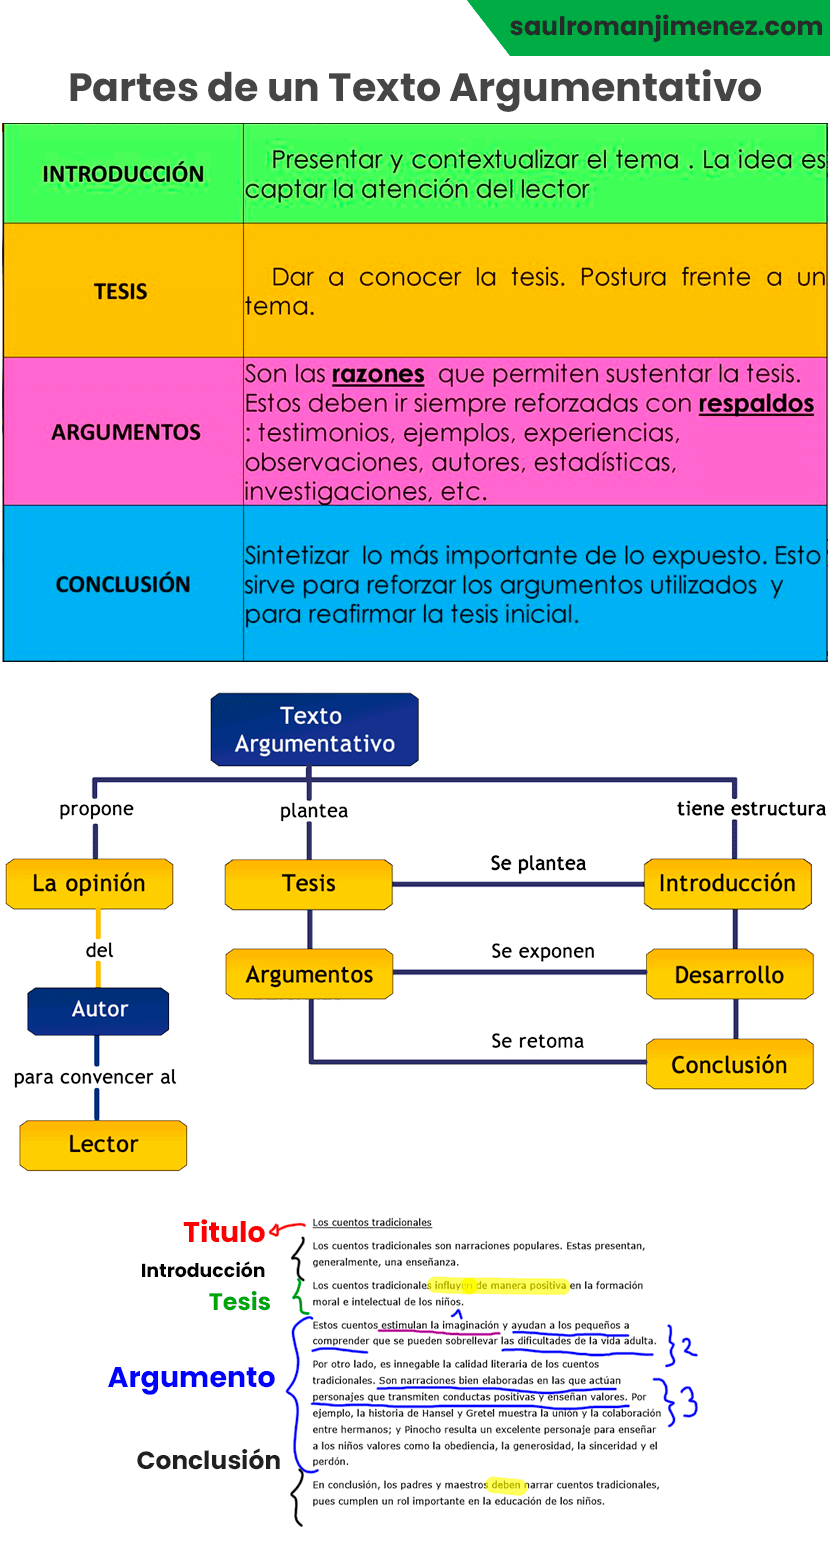 saulromanjimenez.com
Partes de un Texto Argumentativo
INTRODUCCIÓN
Presentar y contextualizar el tema . La idea es
captar la atención del lector
TESIS
Dar a conocer la tesis. Postura frente a un
tema.
ARGUMENTOS
Son las razones que permiten sustentar la tesis.
Estos deben ir siempre reforzadas con respaldos
: testimonios, ejemplos, experiencias,
observaciones, autores, estadísticas,
investigaciones, etc.
CONCLUSIÓN
Sintetizar lo más importante de lo expuesto. Esto
sirve para reforzar los argumentos utilizados y
para reafirmar la tesis inicial.
Texto
Argumentativo
propone
plantea
tiene estructura
La opinión
Tesis
Se plantea
Introducción
del
Argumentos
Se exponen
Desarrollo
Autor
Se retoma
Conclusión
para convencer al
Lector
Titulo
Los cuentos tradicionales
Introducción
Los cuentos tradicionales son narraciones populares. Estas presentan,
generalmente, una enseñanza.
Tesis
Los cuentos tradicionales influyen de manera positiva en la formación
moral e intelectual de los niños.
Argumento
Estos cuentos estimulan la imaginación y ayudan a los pequeños a
comprender que se pueden sobrellevar las dificultades de la vida adulta.
2
Por otro lado, es innegable la calidad literaria de los cuentos
tradicionales. Son narraciones bien elaboradas en las que actúan
personajes que transmiten conductas positivas y enseñan valores. Por
ejemplo, la historia de Hansel y Gretel muestra la unión y la colaboración
entre hermanos; y Pinocho resulta un excelente personaje para enseñar
a los niños valores como la obediencia, la generosidad, la sinceridad y el
perdón.
3
Conclusión
En conclusión, los padres y maestros deben narrar cuentos tradicionales,
pues cumplen un rol importante en la educación de los niños.